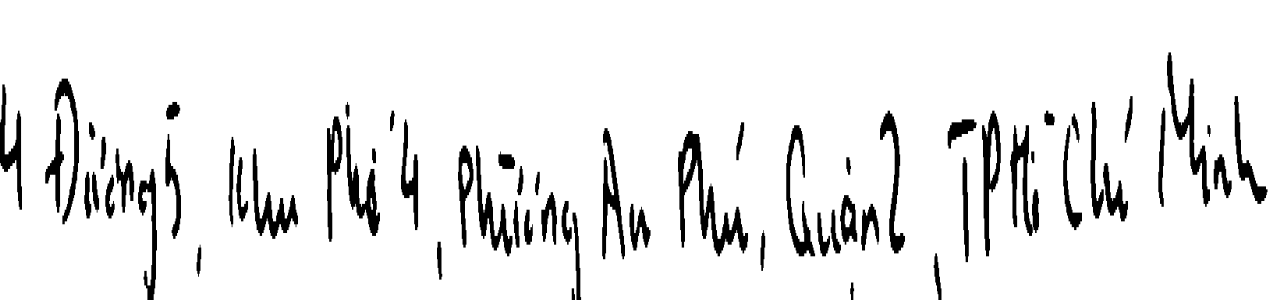 4 Đường 5, Khu Phố 4, Phường An Phú, Quận 2, TP Hồ Chí Minh